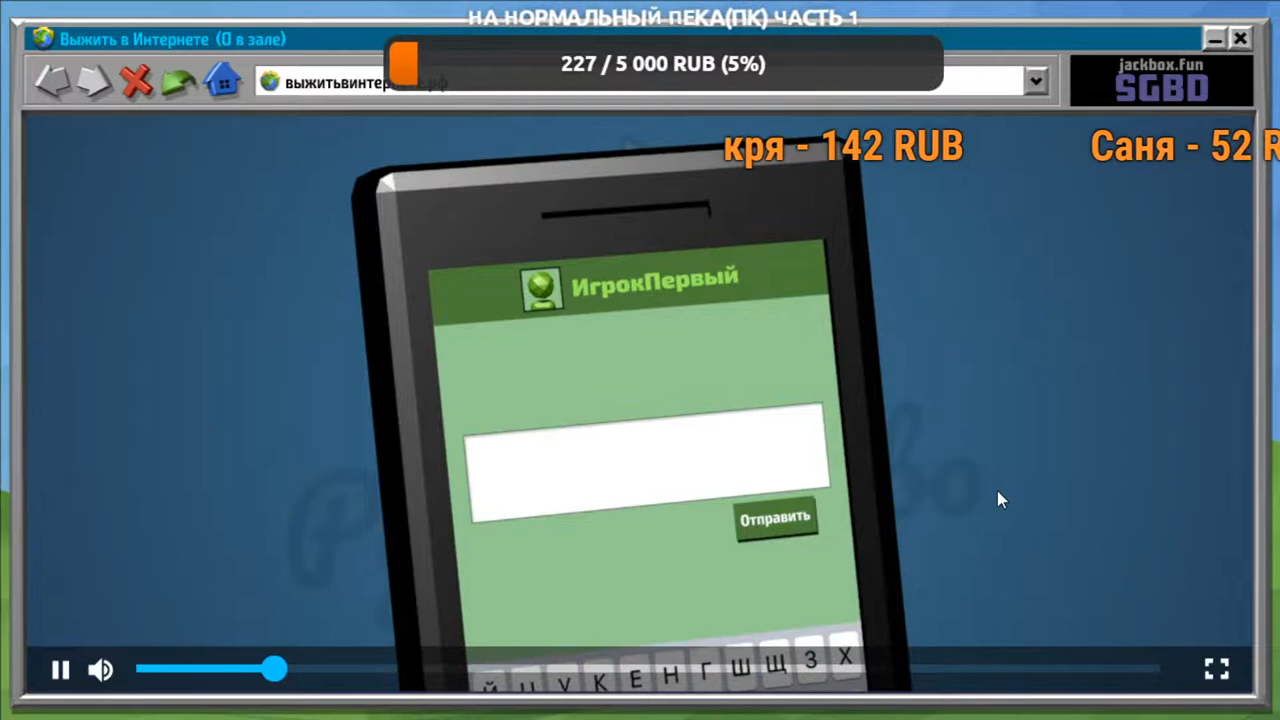 НА НОРМАЛЬНЫЙ ПЕКА(ПК) ЧАСТЬ 1
Выжить в Интернете (0 в зале)
227 / 5 000 RUB (5%)
jackbox.fun
SGBD
кря - 142 RUB
Саня - 52 R
ИгрокПервый
Отправить
Й Ц У К Е Н Г Ш Щ З Х